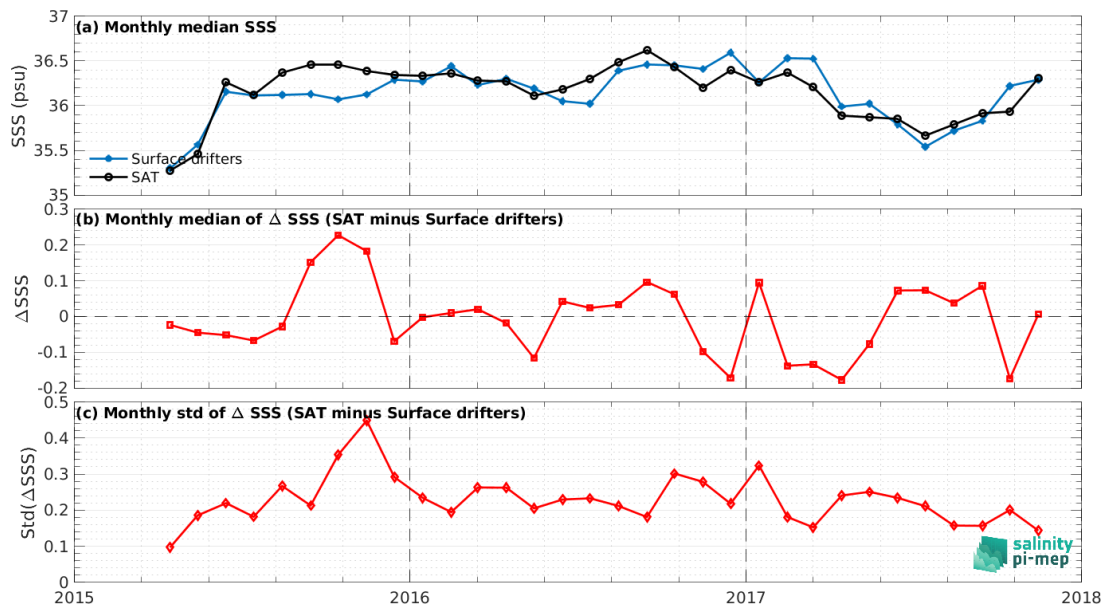 (a) Monthly median SSS
SSS (psu)
37
36.5
36
35.5
35
Surface drifters
SAT
(b) Monthly median of Δ SSS (SAT minus Surface drifters)
ΔSSS
0.3
0.2
0.1
0
-0.1
-0.2
(c) Monthly std of Δ SSS (SAT minus Surface drifters)
Std(ΔSSS)
0.5
0.4
0.3
0.2
0.1
0
2015 2016 2017 2018
salinity
pi-mep